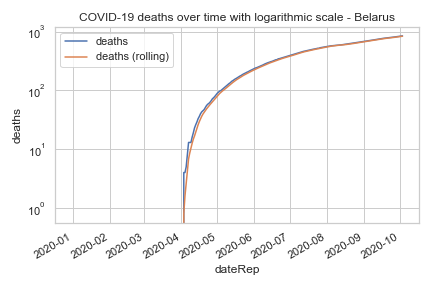 COVID-19 deaths over time with logarithmic scale - Belarus
deaths
deaths (rolling)
10³
10²
10¹
10⁰
deaths
2020-01
2020-02
2020-03
2020-04
2020-05
2020-06
2020-07
2020-08
2020-09
2020-10
dateRep